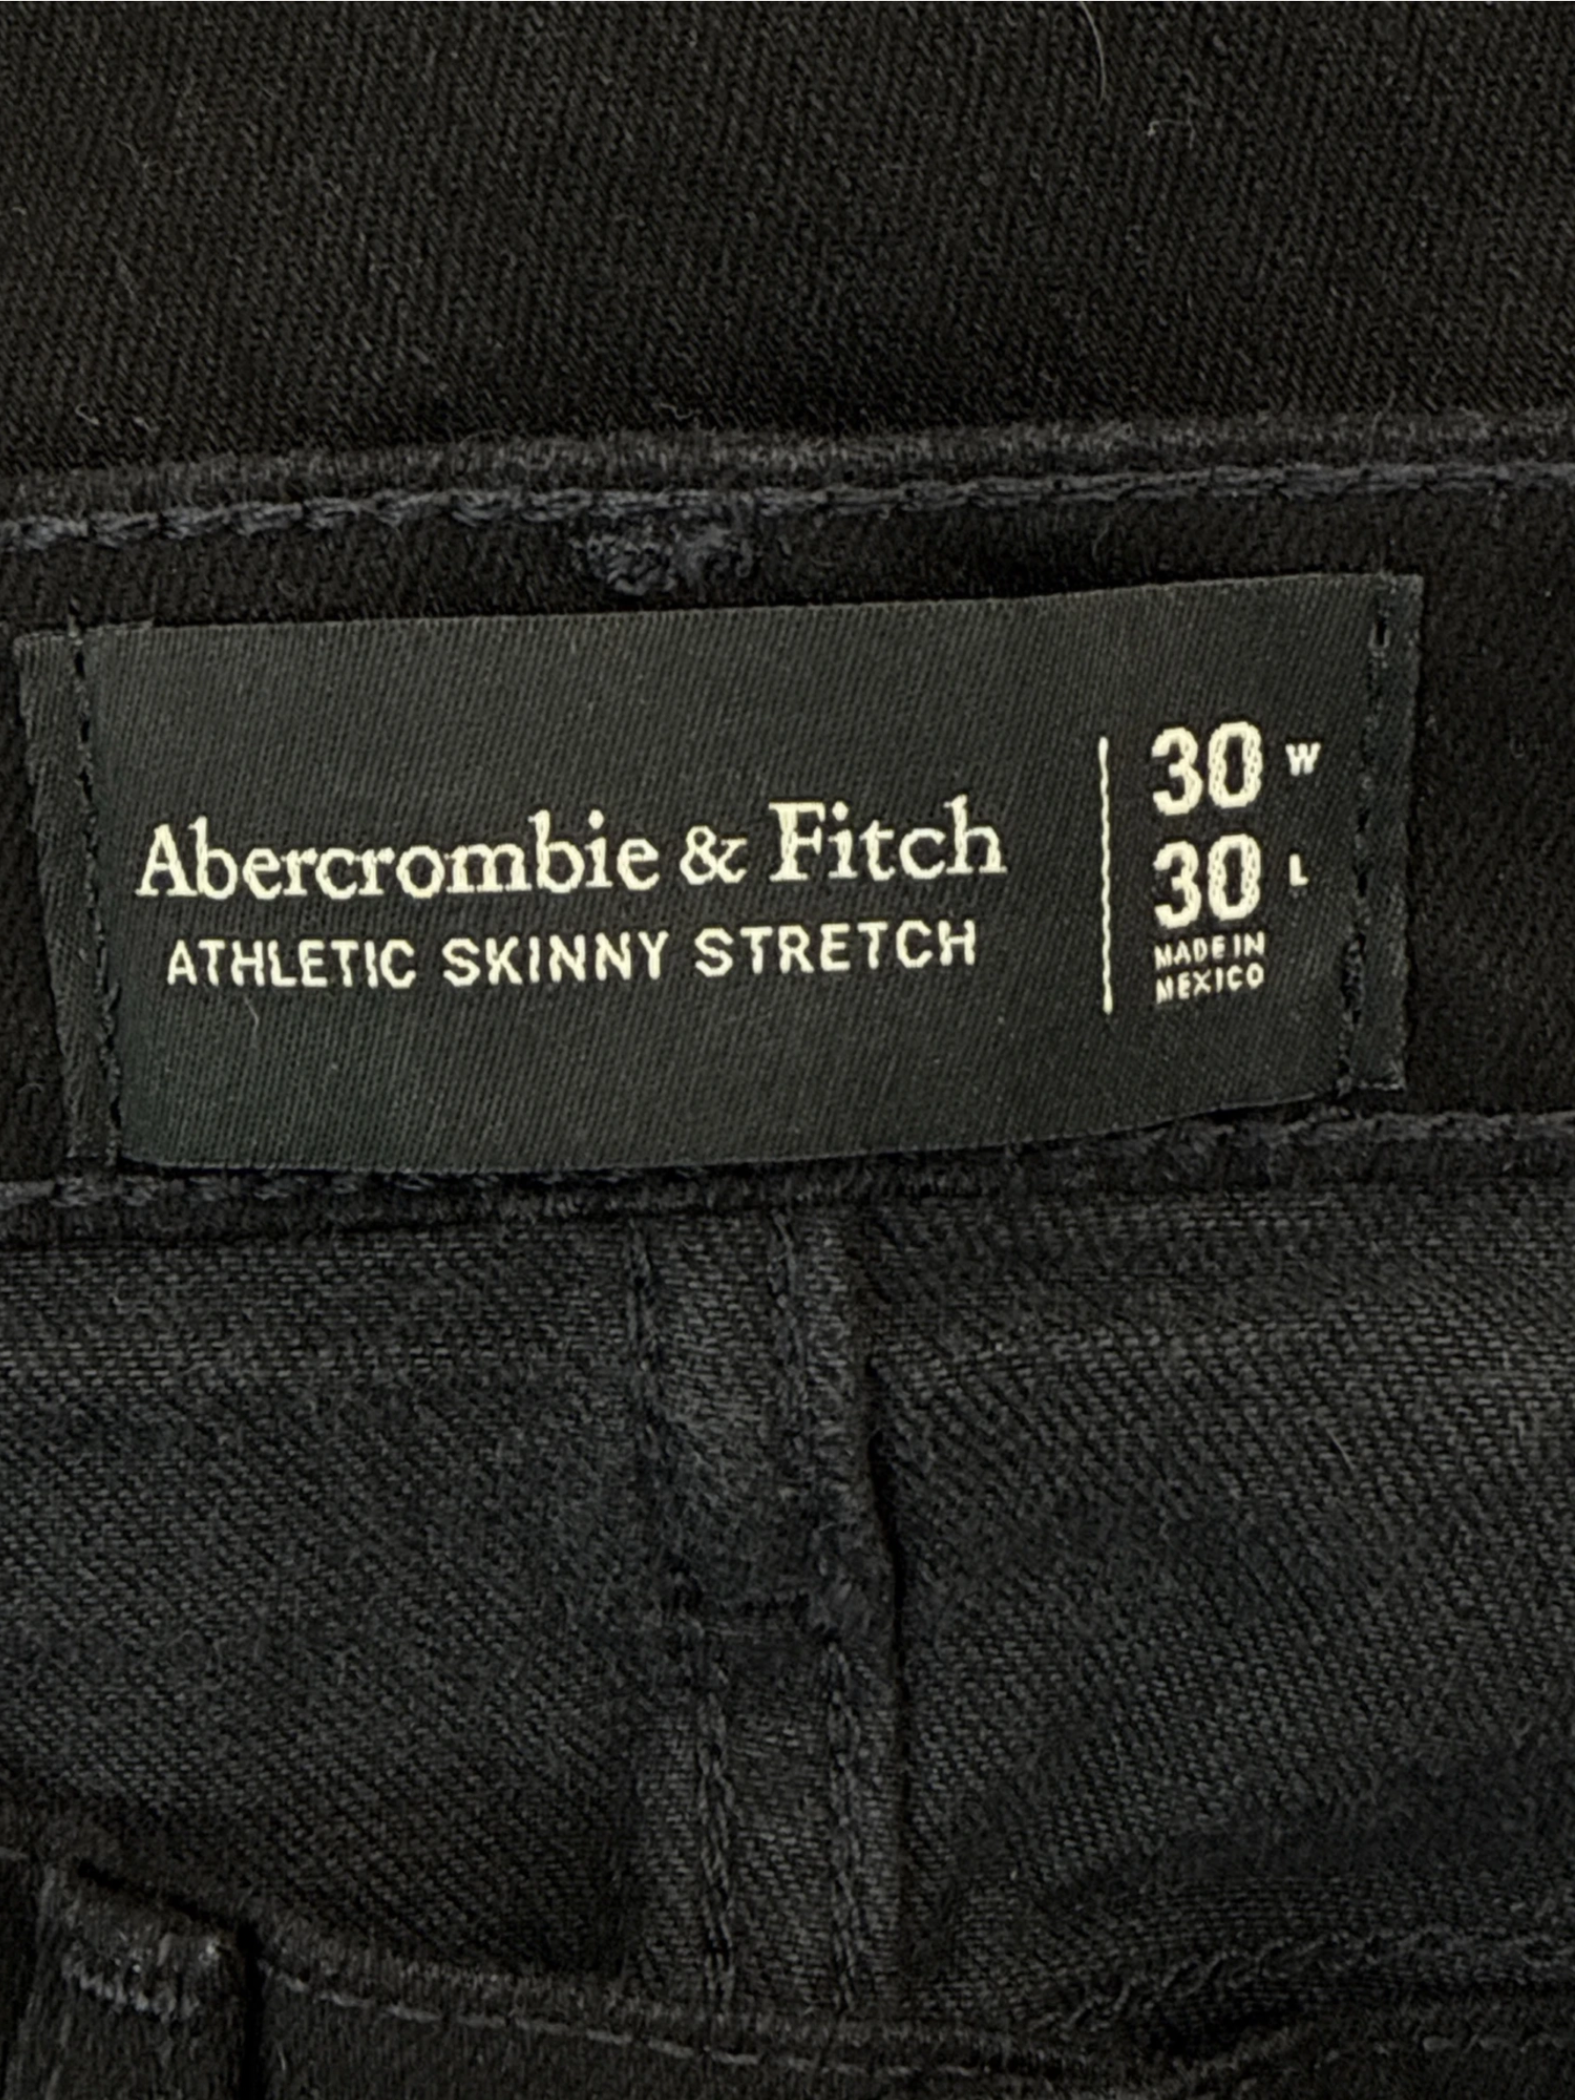 Abercrombie & Fitch
ATHLETIC SKINNY STRETCH
30 W
30 L
MADE IN
MEXICO